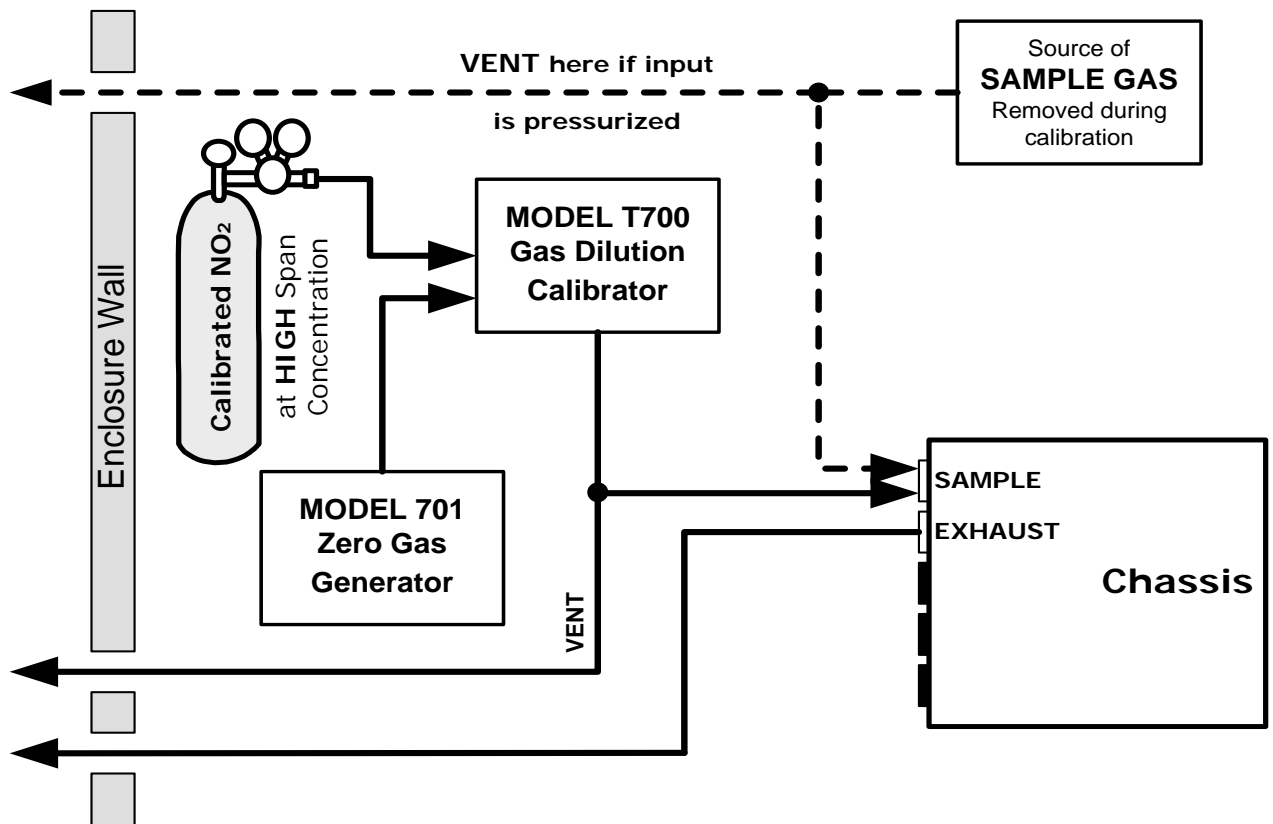 VENT here if input
is pressurized
Source of
SAMPLE GAS
Removed during
calibration
Enclosure Wall
Calibrated NO2
at HIGH Span
Concentration
MODEL T700
Gas Dilution
Calibrator
MODEL 701
Zero Gas
Generator
VENT
SAMPLE
EXHAUST
Chassis